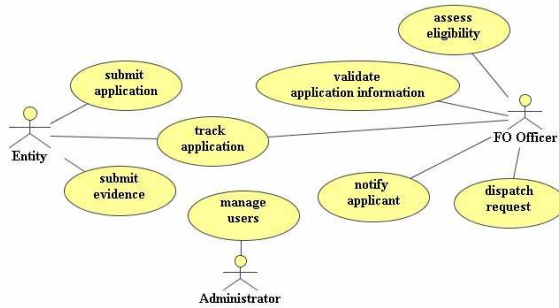 assess
eligibility
submit
application
validate
application information
track
application
Entity
FO Officer
submit
evidence
notify
applicant
dispatch
request
manage
users
Administrator